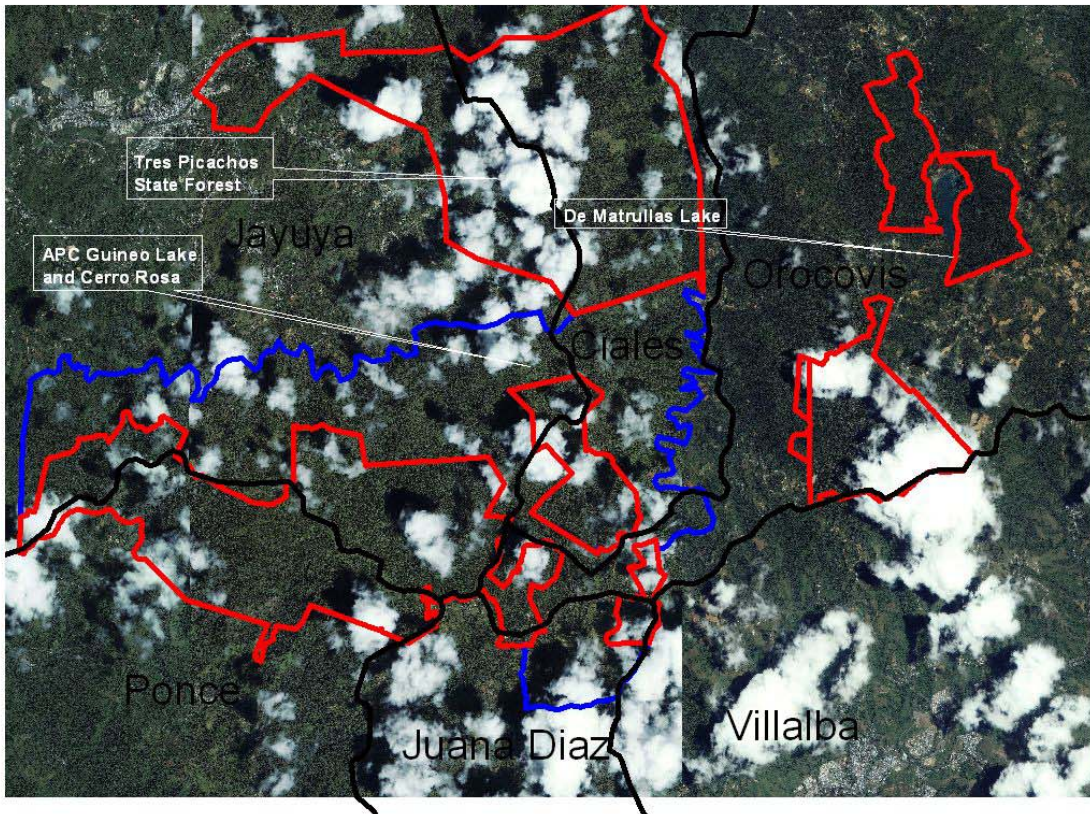 Tres Picachos
State Forest
De Matrullas Lake
Jayuya
APC Guineo Lake
and Cerro Rosa
Orocovis
Ciales
Ponce
Juana Diaz
Villalba